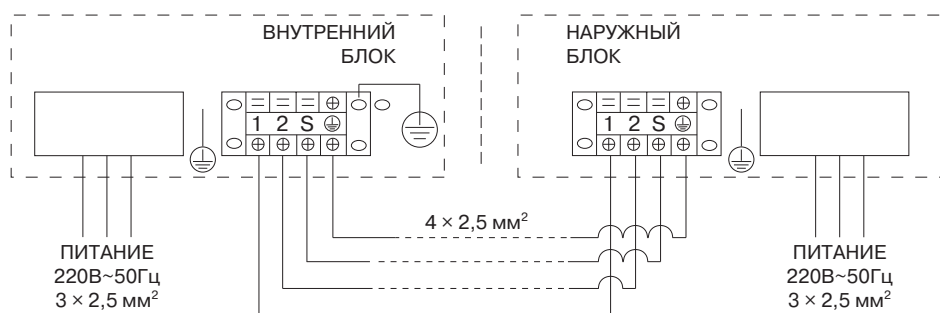 ВНУТРЕННИЙ
БЛОК
НАРУЖНЫЙ
БЛОК
1 2 S
1 2 S
4 × 2,5 мм²
ПИТАНИЕ
220В~50Гц
3 × 2,5 мм²
ПИТАНИЕ
220В~50Гц
3 × 2,5 мм²